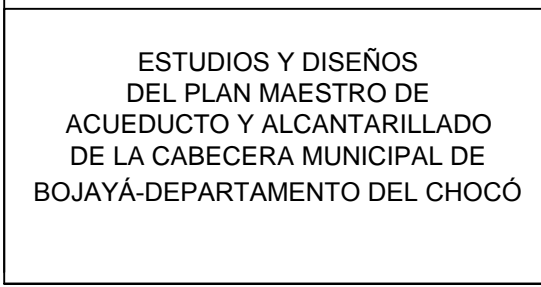 ESTUDIOS Y DISEÑOS
DEL PLAN MAESTRO DE
ACUEDUCTO Y ALCANTARILLADO
DE LA CABECERA MUNICIPAL DE
BOJAYÁ-DEPARTAMENTO DEL CHOCÓ